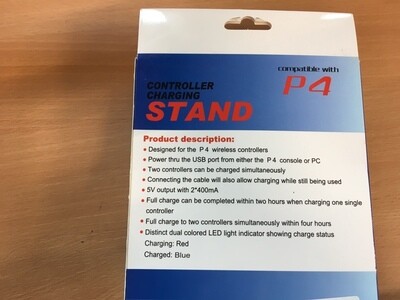 compatible with
P4
CONTROLLER
CHARGING
STAND
Product description:
• Designed for the P4 wireless controllers
• Power thru the USB port from either the P4 console or PC
• Two controllers can be charged simultaneously
• Connecting the cable will also allow charging while still being used
• 5V output with 2*400mA
• Full charge can be completed within two hours when charging one single
controller
• Full charge to two controllers simultaneously within four hours
• Distinct dual colored LED light indicator showing charge status
Charging: Red
Charged: Blue